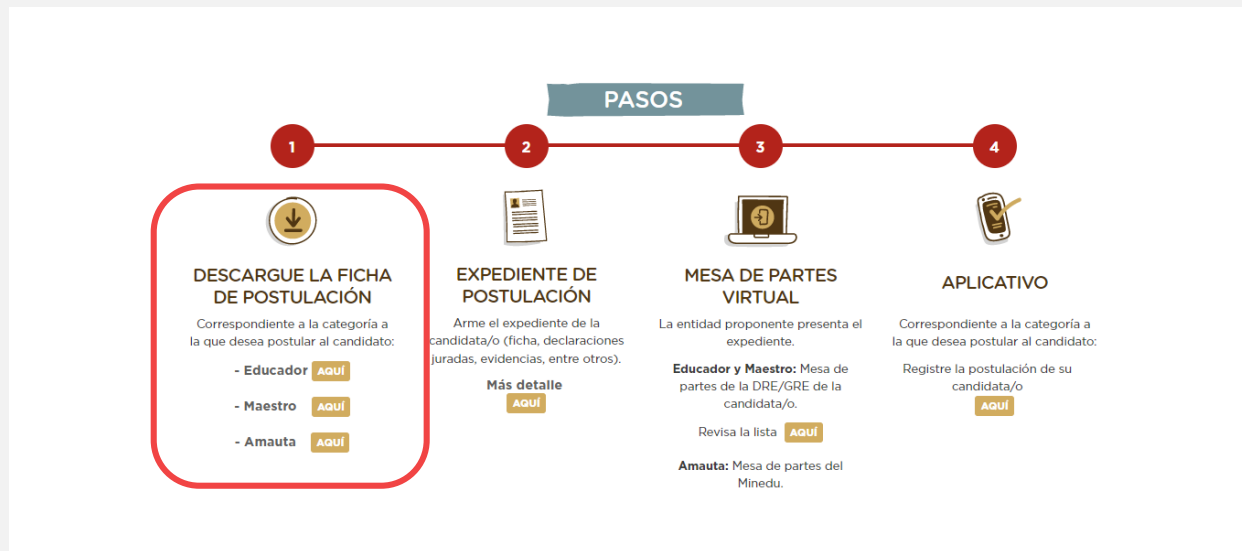 PASOS
1
2
3
4
DESCARGUE LA FICHA
DE POSTULACIÓN
Correspondiente a la categoría a
la que desea postular al candidato:
- Educador AQUÍ
- Maestro AQUÍ
- Amauta AQUÍ
EXPEDIENTE DE
POSTULACIÓN
Arme el expediente de la
candidata/o (ficha, declaraciones
juradas, evidencias, entre otros).
Más detalle
AQUÍ
MESA DE PARTES
VIRTUAL
La entidad proponente presenta el
expediente.
Educador y Maestro: Mesa de
partes de la DRE/GRE de la
candidata/o.
Revisa la lista AQUÍ
Amauta: Mesa de partes del
Minedu.
APLICATIVO
Correspondiente a la categoría a
la que desea postular al candidato:
Registre la postulación de su
candidata/o
AQUÍ